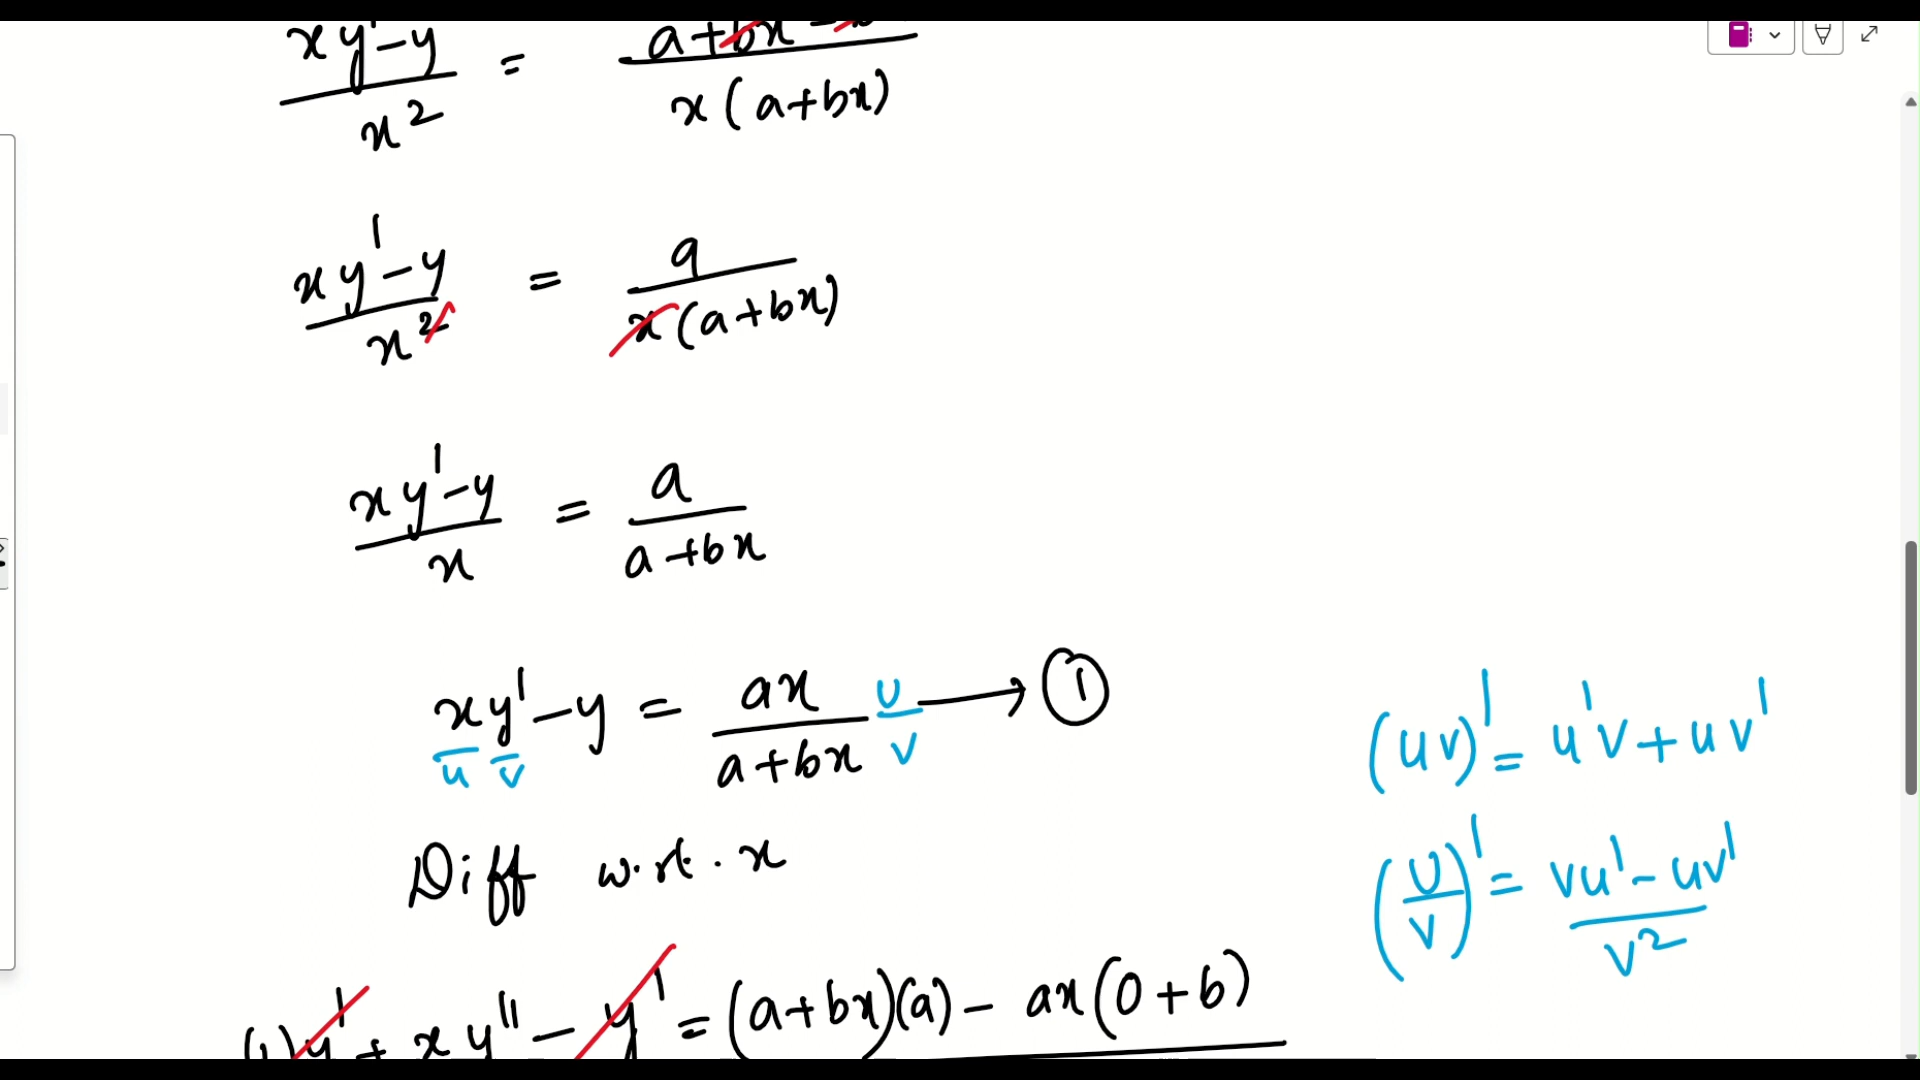 xy' - y / x² = a + bx - / x(a + bx)
xy' - y / x² = a / x(a + bx)
xy' - y / x = a / a + bx
xy' - y = ax / a + bx u / v → ①
u v
(uv)' = u'v + uv'
Diff w.r.t. x
(u / v)' = vu' - uv' / v²
(1)y' + xy'' - y' = (a + bx)(a) - ax(0 + b)